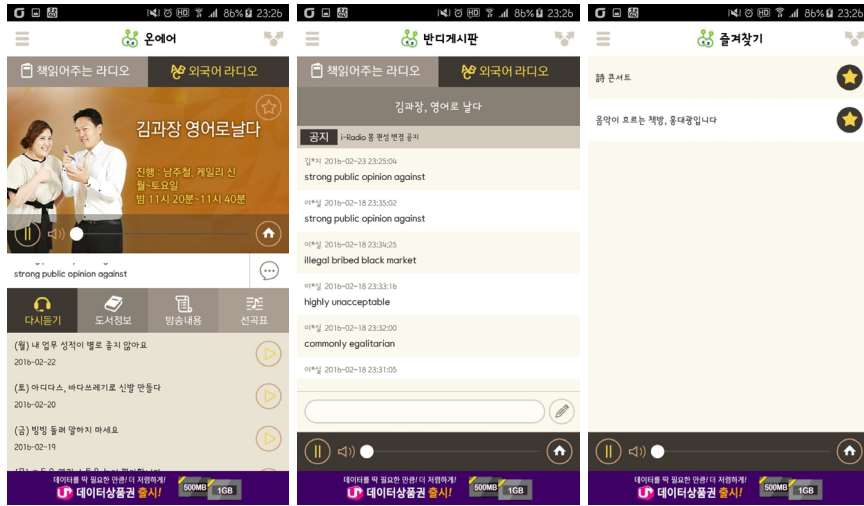 86% 23:26
온에어
책읽어주는 라디오
외국어 라디오
김과장 영어로날다
진행 : 남주철, 케일리 신
월~토요일
밤 11시 20분~11시 40분
strong public opinion against
다시듣기
도서정보
방송내용
선곡표
(월) 내 업무 성적이 별로 좋지 않아요
2016-02-22
(토) 아디다스, 바다쓰레기로 신발 만들다
2016-02-20
(금) 빙빙 돌려 말하지 마세요
2016-02-19
데이터를 딱 필요한 만큼! 더 저렴하게!
데이터상품권 출시!
500MB
1GB
86% 23:26
반디게시판
책읽어주는 라디오
외국어 라디오
김과장, 영어로 날다
공지 i-Radio 봄 편성 변경 공지
김*지 2016-02-23 23:25:04
strong public opinion against
이*실 2016-02-18 23:35:02
strong public opinion against
이*실 2016-02-18 23:34:25
illegal bribed black market
이*실 2016-02-18 23:33:16
highly unacceptable
이*실 2016-02-18 23:32:00
commonly egalitarian
이*실 2016-02-18 23:31:05
데이터를 딱 필요한 만큼! 더 저렴하게!
데이터상품권 출시!
500MB
1GB
86% 23:26
즐겨찾기
詩 콘서트
음악이 흐르는 책방, 홍대광입니다
데이터를 딱 필요한 만큼! 더 저렴하게!
데이터상품권 출시!
500MB
1GB